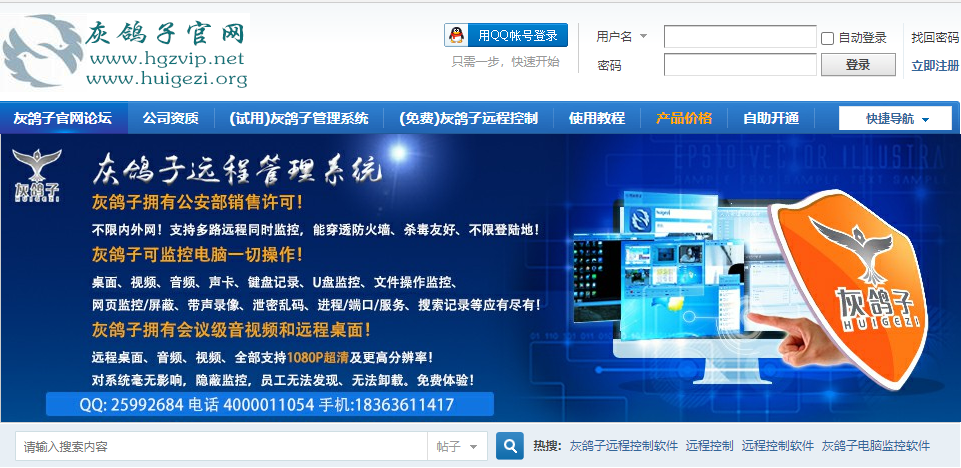 灰鸽子官网
www.hgzvip.net
www.huigezi.org
用QQ帐号登录
只需一步，快速开始
用户名
自动登录
找回密码
密码
登录
立即注册
灰鸽子官网论坛 公司资质 (试用)灰鸽子管理系统 (免费)灰鸽子远程控制 使用教程 产品价格 自助开通 快捷导航
灰鸽子
HUIGEZI
灰鸽子远程管理系统
灰鸽子拥有公安部销售许可！
不限内外网！支持多路远程同时监控，能穿透防火墙、杀毒友好、不限登陆地！
灰鸽子可监控电脑一切操作！
桌面、视频、音频、声卡、键盘记录、U盘监控、文件操作监控、
网页监控/屏蔽、带声录像、泄密乱码、进程/端口/服务、搜索记录等应有尽有！
灰鸽子拥有会议级音视频和远程桌面！
远程桌面、音频、视频、全部支持1080P超清及更高分辨率！
对系统毫无影响，隐蔽监控，员工无法发现、无法卸载。免费体验！
QQ: 25992684 电话 4000011054 手机:18363611417
灰鸽子
HUIGEZI
请输入搜索内容
帖子
热搜: 灰鸽子远程控制软件 远程控制 远程控制软件 灰鸽子电脑监控软件